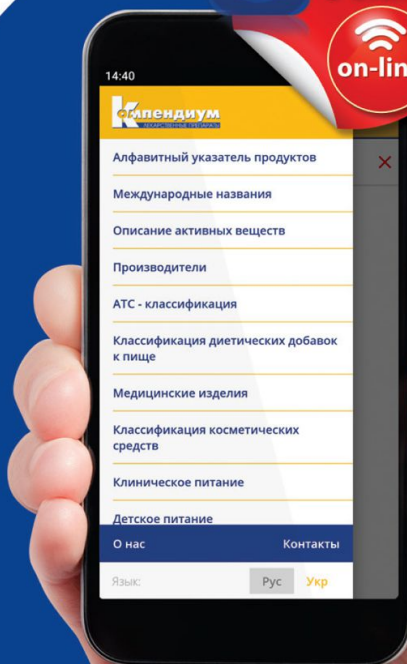 on-lin
14:40
Компендиум
ЛЕКАРСТВЕННЫЕ ПРЕПАРАТЫ
Алфавитный указатель продуктов
Международные названия
Описание активных веществ
Производители
АТС - классификация
Классификация диетических добавок
к пище
Медицинские изделия
Классификация косметических
средств
Клиническое питание
Детское питание
О нас Контакты
Язык: Рус Укр